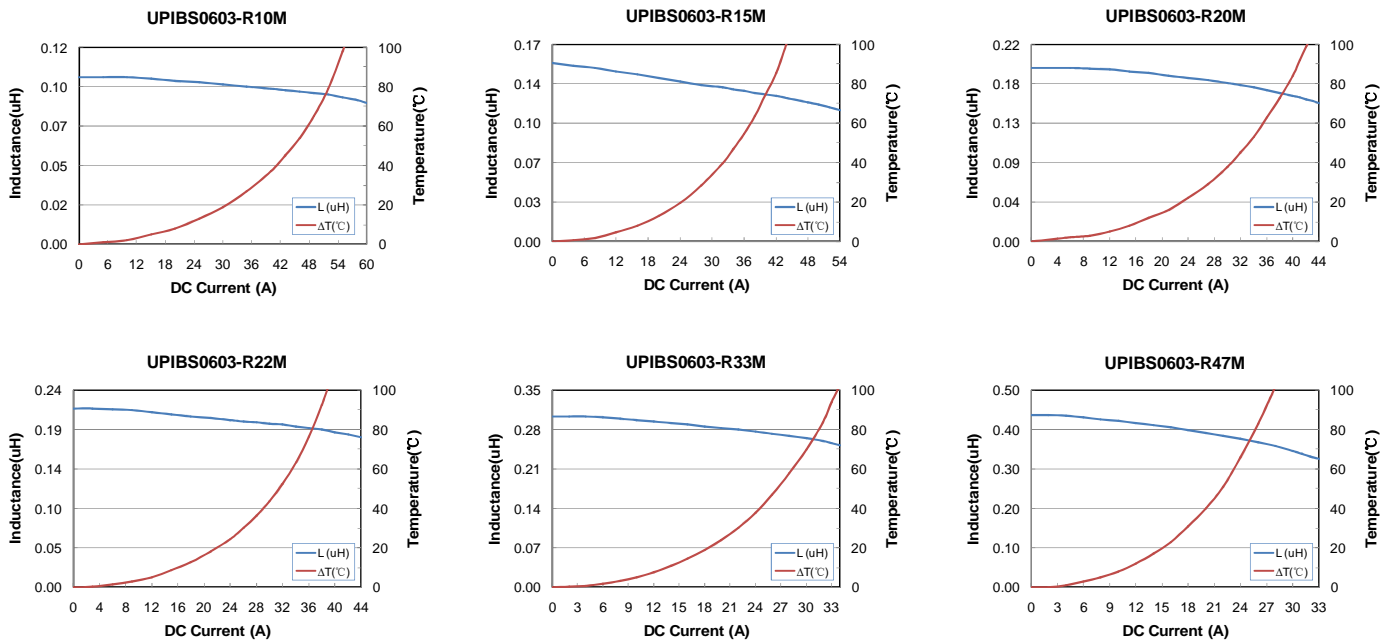 UPIBS0603-R10M
0.12
0.10
0.07
0.05
0.02
0.00
Inductance(uH)
100
80
60
40
20
0
Temperature(℃)
L (uH)
ΔT(℃)
0 6 12 18 24 30 36 42 48 54 60
DC Current (A)
UPIBS0603-R15M
0.17
0.14
0.10
0.07
0.03
0.00
Inductance(uH)
100
80
60
40
20
0
Temperature(℃)
L (uH)
ΔT(℃)
0 6 12 18 24 30 36 42 48 54
DC Current (A)
UPIBS0603-R20M
0.22
0.18
0.13
0.09
0.04
0.00
Inductance(uH)
100
80
60
40
20
0
Temperature(℃)
L (uH)
ΔT(℃)
0 4 8 12 16 20 24 28 32 36 40 44
DC Current (A)
UPIBS0603-R22M
0.24
0.19
0.14
0.10
0.05
0.00
Inductance(uH)
100
80
60
40
20
0
Temperature(℃)
L (uH)
ΔT(℃)
0 4 8 12 16 20 24 28 32 36 40 44
DC Current (A)
UPIBS0603-R33M
0.35
0.28
0.21
0.14
0.07
0.00
Inductance(uH)
100
80
60
40
20
0
Temperature(℃)
L (uH)
ΔT(℃)
0 3 6 9 12 15 18 21 24 27 30 33
DC Current (A)
UPIBS0603-R47M
0.50
0.40
0.30
0.20
0.10
0.00
Inductance(uH)
100
80
60
40
20
0
Temperature(℃)
L (uH)
ΔT(℃)
0 3 6 9 12 15 18 21 24 27 30 33
DC Current (A)